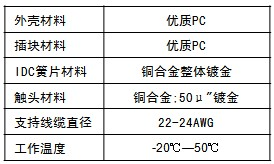 外壳材料 优质PC
插块材料 优质PC
IDC簧片材料 铜合金整体镀金
触头材料 铜合金:50μ"镀金
支持线缆直径 22-24AWG
工作温度 -20℃—50℃